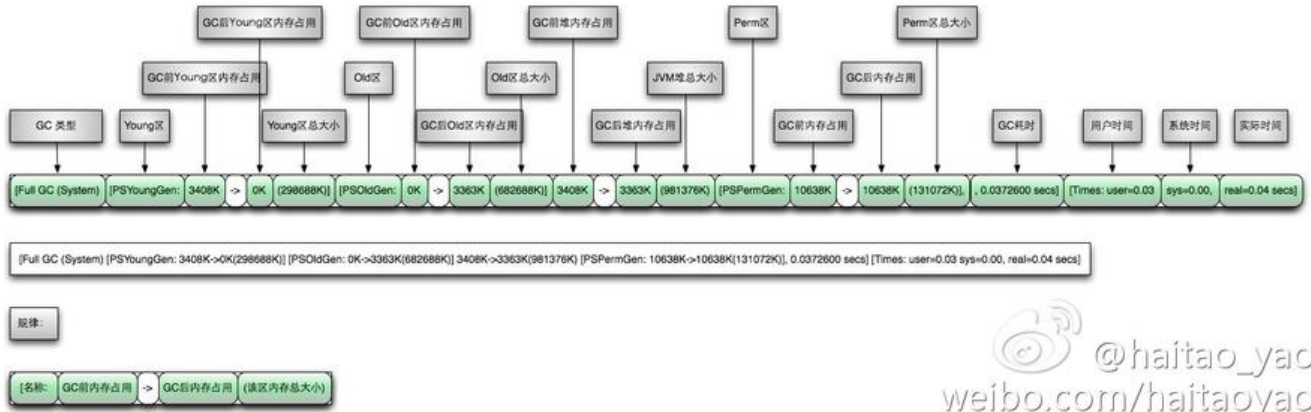 GC后Young区内存占用 GC前Old区内存占用 GC前堆内存占用 Perm区 Perm区总大小
GC前Young区内存占用 Old区 Old区总大小 JVM堆总大小 GC后内存占用
GC 类型 Young区 Young区总大小 GC后Old区内存占用 GC后堆内存占用 GC前内存占用 GC耗时 用户时间 系统时间 实际时间
[Full GC (System) [PSYoungGen: 3408K -> 0K (298688K)] [PSOldGen: 0K -> 3363K (682688K)] 3408K -> 3363K (981376K) [PSPermGen: 10638K -> 10638K (131072K)], , 0.0372600 secs] [Times: user=0.03 sys=0.00, real=0.04 secs]
[Full GC (System) [PSYoungGen: 3408K->0K(298688K)] [PSOldGen: 0K->3363K(682688K)] 3408K->3363K(981376K) [PSPermGen: 10638K->10638K(131072K)], 0.0372600 secs] [Times: user=0.03 sys=0.00, real=0.04 secs]
规律:
[名称: GC前内存占用 -> GC后内存占用 (该区内存总大小)
@haitao_yao
weibo.com/haitaoyao